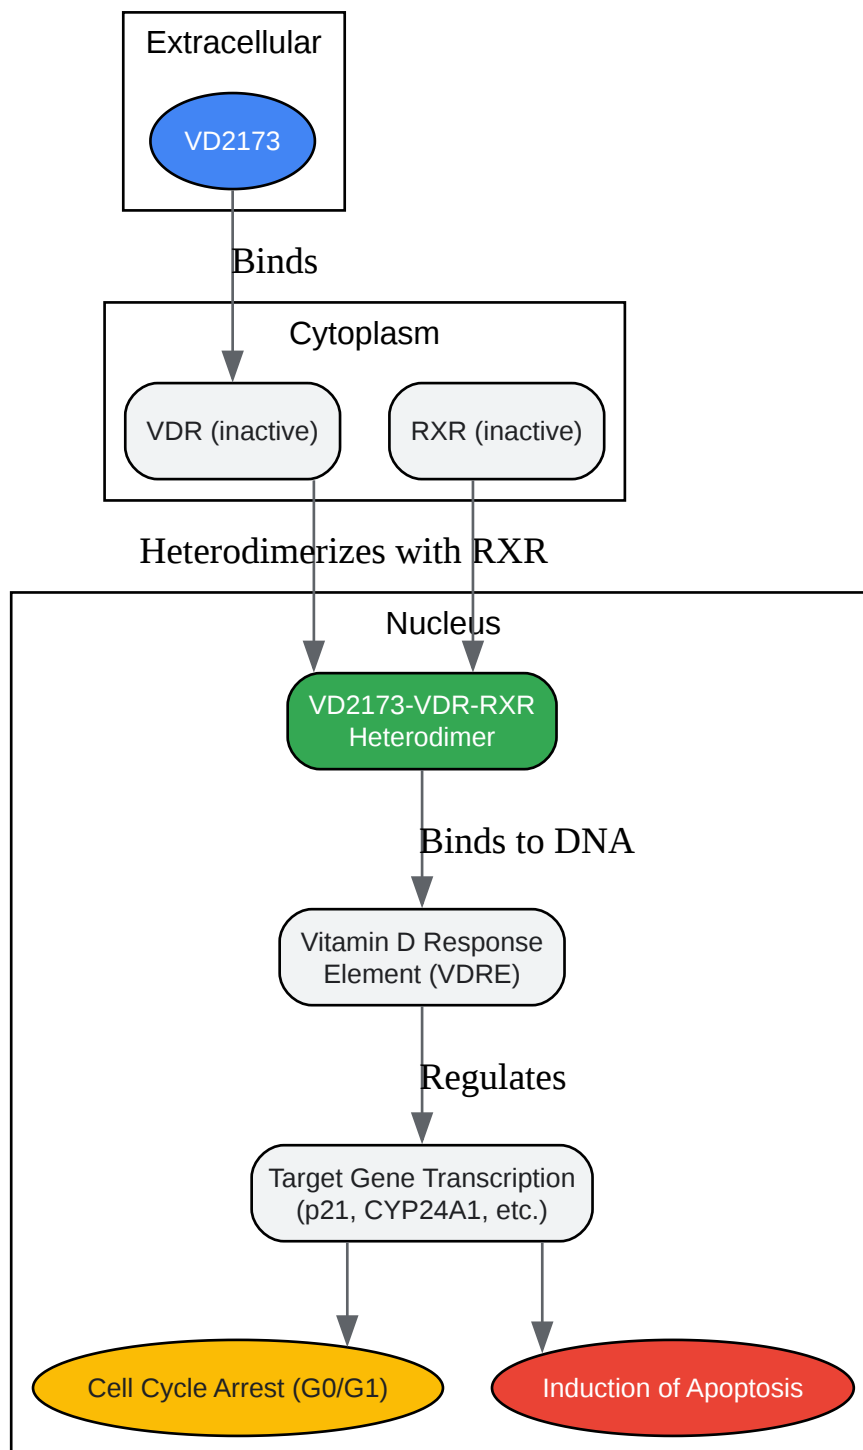 Extracellular
VD2173
Binds
Cytoplasm
VDR (inactive)
RXR (inactive)
Heterodimerizes with RXR
Nucleus
VD2173-VDR-RXR
Heterodimer
Binds to DNA
Vitamin D Response
Element (VDRE)
Regulates
Target Gene Transcription
(p21, CYP24A1, etc.)
Cell Cycle Arrest (G0/G1)
Induction of Apoptosis